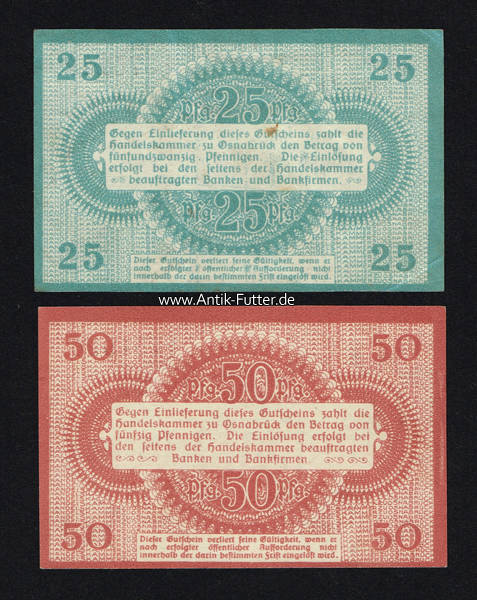 25 25
Pfg 25 Pfg
Gegen Einlieferung dieses Gutscheins zahlt die
Handelskammer zu Osnabrück den Betrag von
fünfundzwanzig Pfennigen. Die Einlösung
erfolgt bei den seitens der Handelskammer
beauftragten Banken und Bankfirmen.
Pfg 25 Pfg
25 25
Dieser Gutschein verliert seine Gültigkeit, wenn er
nach erfolgter öffentlicher Aufforderung nicht
innerhalb der darin bestimmten Frist eingelöst wird.
www.Antik-Futter.de
50 50
Pfg 50 Pfg
Gegen Einlieferung dieses Gutscheins zahlt die
Handelskammer zu Osnabrück den Betrag von
fünfzig Pfennigen. Die Einlösung erfolgt bei
den seitens der Handelskammer beauftragten
Banken und Bankfirmen.
Pfg 50 Pfg
50 50
Dieser Gutschein verliert seine Gültigkeit, wenn er
nach erfolgter öffentlicher Aufforderung nicht
innerhalb der darin bestimmten Frist eingelöst wird.